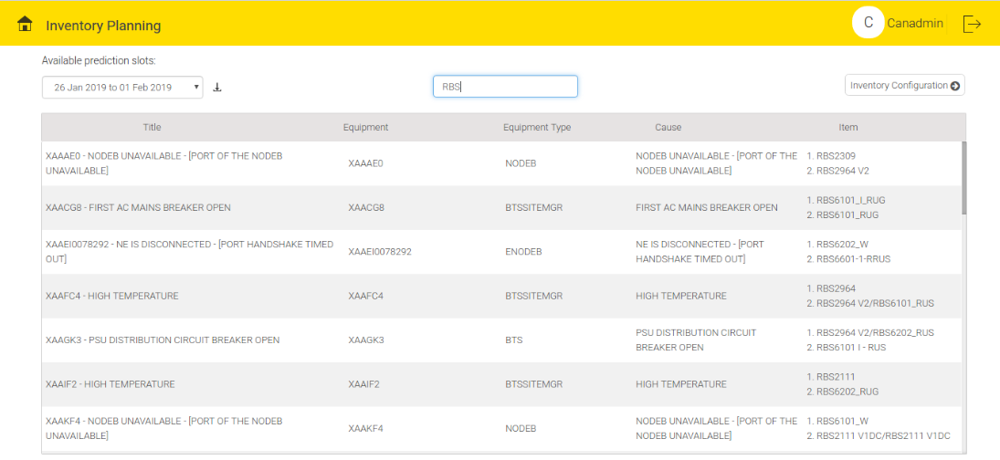 Inventory Planning
C Canadmin
Available prediction slots:
26 Jan 2019 to 01 Feb 2019
RBS
Inventory Configuration
Title Equipment Equipment Type Cause Item
XAAAE0 - NODEB UNAVAILABLE - [PORT OF THE NODEB
UNAVAILABLE]
XAAAE0
NODEB
NODEB UNAVAILABLE - [PORT OF THE
NODEB UNAVAILABLE]
1. RBS2309
2. RBS2964 V2
XAACG8 - FIRST AC MAINS BREAKER OPEN
XAACG8
BTSSITEMGR
FIRST AC MAINS BREAKER OPEN
1. RBS6101_I_RUG
2. RBS6101_RUG
XAAEI0078292 - NE IS DISCONNECTED - [PORT HANDSHAKE TIMED
OUT]
XAAEI0078292
ENODEB
NE IS DISCONNECTED - [PORT
HANDSHAKE TIMED OUT]
1. RBS6202_W
2. RBS6601-1-RRUS
XAAFC4 - HIGH TEMPERATURE
XAAFC4
BTSSITEMGR
HIGH TEMPERATURE
1. RBS2964
2. RBS2964 V2/RBS6101_RUS
XAAGK3 - PSU DISTRIBUTION CIRCUIT BREAKER OPEN
XAAGK3
BTS
PSU DISTRIBUTION CIRCUIT
BREAKER OPEN
1. RBS2964 V2/RBS6202_RUS
2. RBS6101 I - RUS
XAAIF2 - HIGH TEMPERATURE
XAAIF2
BTSSITEMGR
HIGH TEMPERATURE
1. RBS2111
2. RBS6202_RUG
XAAKF4 - NODEB UNAVAILABLE - [PORT OF THE NODEB
UNAVAILABLE]
XAAKF4
NODEB
NODEB UNAVAILABLE - [PORT OF THE
NODEB UNAVAILABLE]
1. RBS6101_W
2. RBS2111 V1DC/RBS2111 V1DC